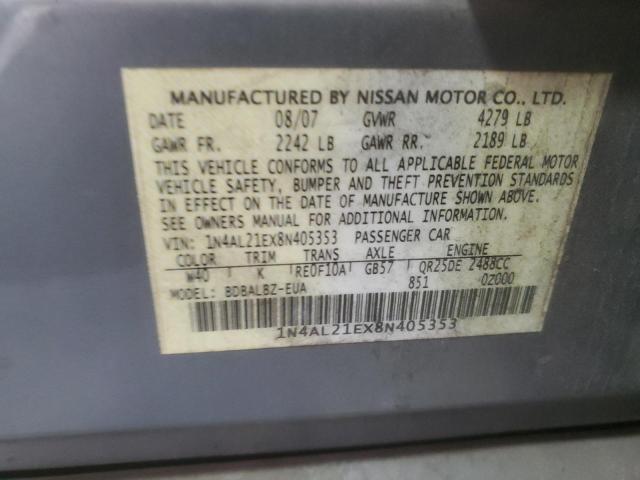 MANUFACTURED BY NISSAN MOTOR CO., LTD.
DATE 08/07 GVWR 4279 LB
GAWR FR. 2242 LB GAWR RR. 2189 LB
THIS VEHICLE CONFORMS TO ALL APPLICABLE FEDERAL MOTOR
VEHICLE SAFETY, BUMPER AND THEFT PREVENTION STANDARDS
IN EFFECT ON THE DATE OF MANUFACTURE SHOWN ABOVE.
SEE OWNERS MANUAL FOR ADDITIONAL INFORMATION.
VIN: 1N4AL21EX8N405353 PASSENGER CAR
COLOR TRIM TRANS AXLE ENGINE
W40 K RE0F10A GB57 QR25DE 2488CC
MODEL: BDBALBZ-EUA 851 0Z000
1N4AL21EX8N405353